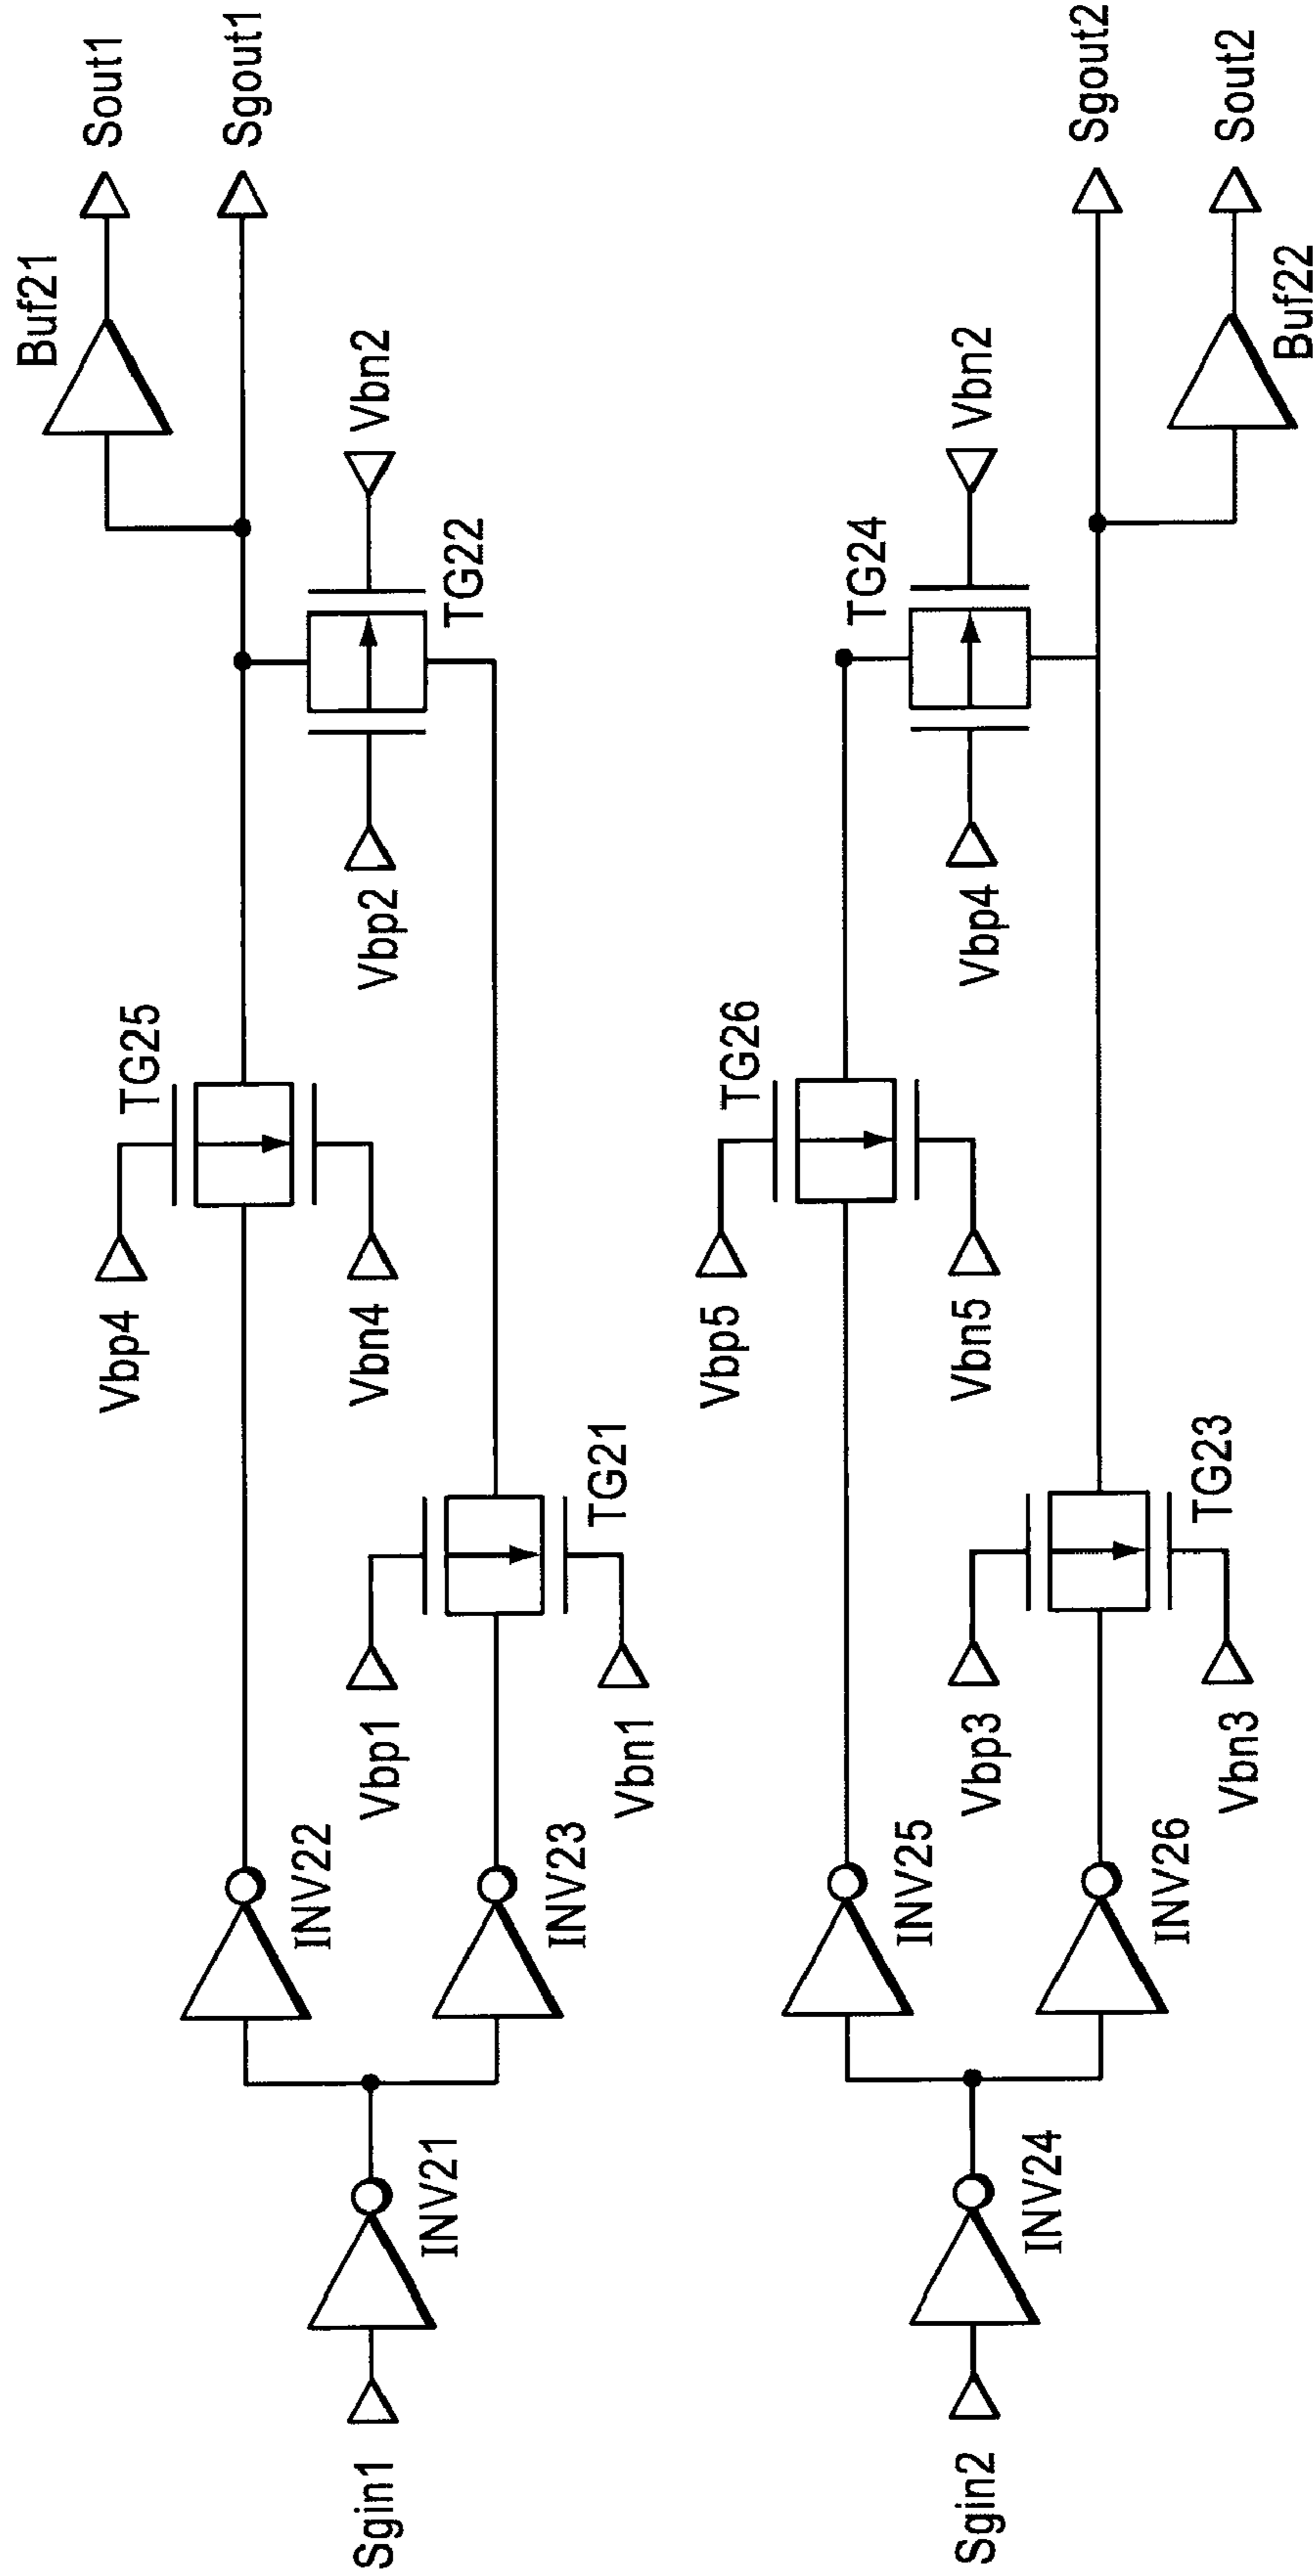 Sout1
Sgout1
Buf21
Vbn2
TG22
Vbp2
TG25
Vbp4
Vbn4
TG21
Vbp1
Vbn1
INV22
INV23
INV21
Sgin1
Sgout2
Sout2
Buf22
Vbn2
TG24
Vbp4
TG26
Vbp5
Vbn5
TG23
Vbp3
Vbn3
INV25
INV26
INV24
Sgin2